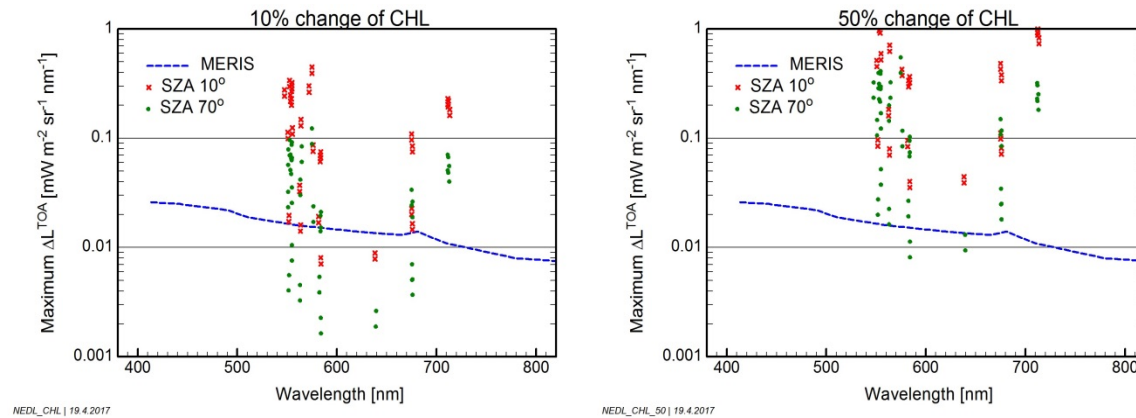 10% change of CHL
Maximum ΔL^TOA [mW m⁻² sr⁻¹ nm⁻¹]
1
0.1
0.01
0.001
MERIS
SZA 10°
SZA 70°
400 500 600 700 800
Wavelength [nm]
NEDL_CHL | 19.4.2017
50% change of CHL
Maximum ΔL^TOA [mW m⁻² sr⁻¹ nm⁻¹]
1
0.1
0.01
0.001
MERIS
SZA 10°
SZA 70°
400 500 600 700 800
Wavelength [nm]
NEDL_CHL_50 | 19.4.2017